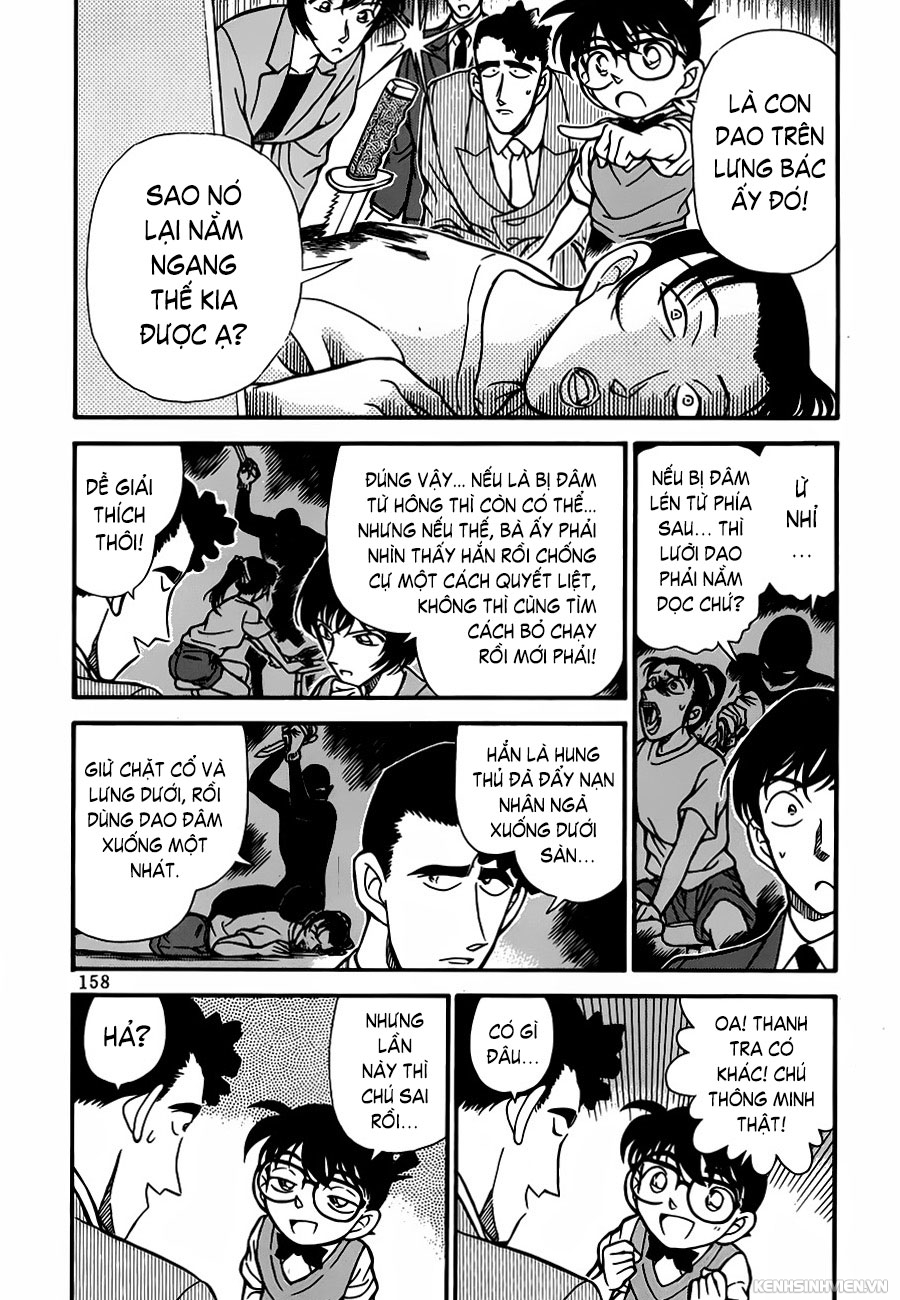 LÀ CON
DAO TRÊN
LƯNG BÁC
ẤY ĐÓ!
SAO NÓ
LẠI NẰM
NGANG
THẾ KIA
ĐƯỢC Ạ?
Ừ
NHỈ
...
NẾU BỊ ĐÂM
LÉN TỪ PHÍA
SAU... THÌ
LƯỠI DAO
PHẢI NẰM
DỌC CHỨ?
ĐÚNG VẬY... NẾU LÀ BỊ ĐÂM
TỪ HÔNG THÌ CÒN CÓ THỂ...
NHƯNG NẾU THẾ, BÀ ẤY PHẢI
NHÌN THẤY HẮN RỒI CHỐNG
CỰ MỘT CÁCH QUYẾT LIỆT,
KHÔNG THÌ CŨNG TÌM
CÁCH BỎ CHẠY
RỒI MỚI PHẢI!
DỄ GIẢI
THÍCH
THÔI!
HẲN LÀ HUNG
THỦ ĐÃ ĐẨY NẠN
NHÂN NGÃ
XUỐNG DƯỚI
SÀN...
GIỮ CHẶT CỔ VÀ
LƯNG DƯỚI, RỒI
DÙNG DAO ĐÂM
XUỐNG MỘT
NHÁT.
158
OA! THANH
TRA CÓ
KHÁC! CHÚ
THÔNG MINH
THẬT!
CÓ GÌ
ĐÂU...
NHƯNG
LẦN
NÀY THÌ
CHÚ SAI
RỒI...
HẢ?
KENHSINHVIEN.VN